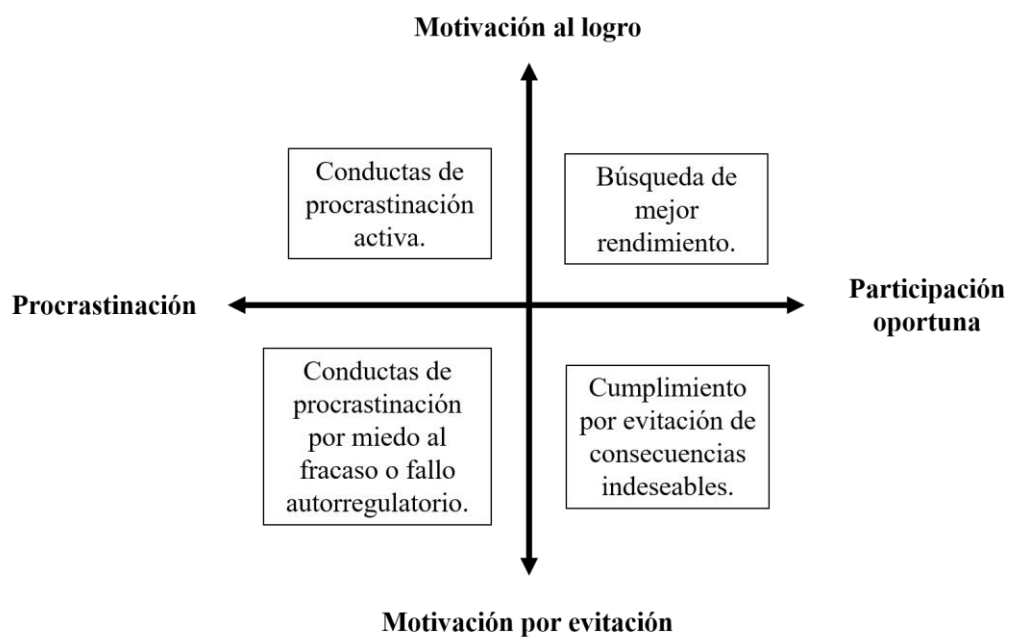 Motivación al logro
Conductas de
procrastinación
activa.
Búsqueda de
mejor
rendimiento.
Procrastinación
Participación
oportuna
Conductas de
procrastinación
por miedo al
fracaso o fallo
autorregulatorio.
Cumplimiento
por evitación de
consecuencias
indeseables.
Motivación por evitación